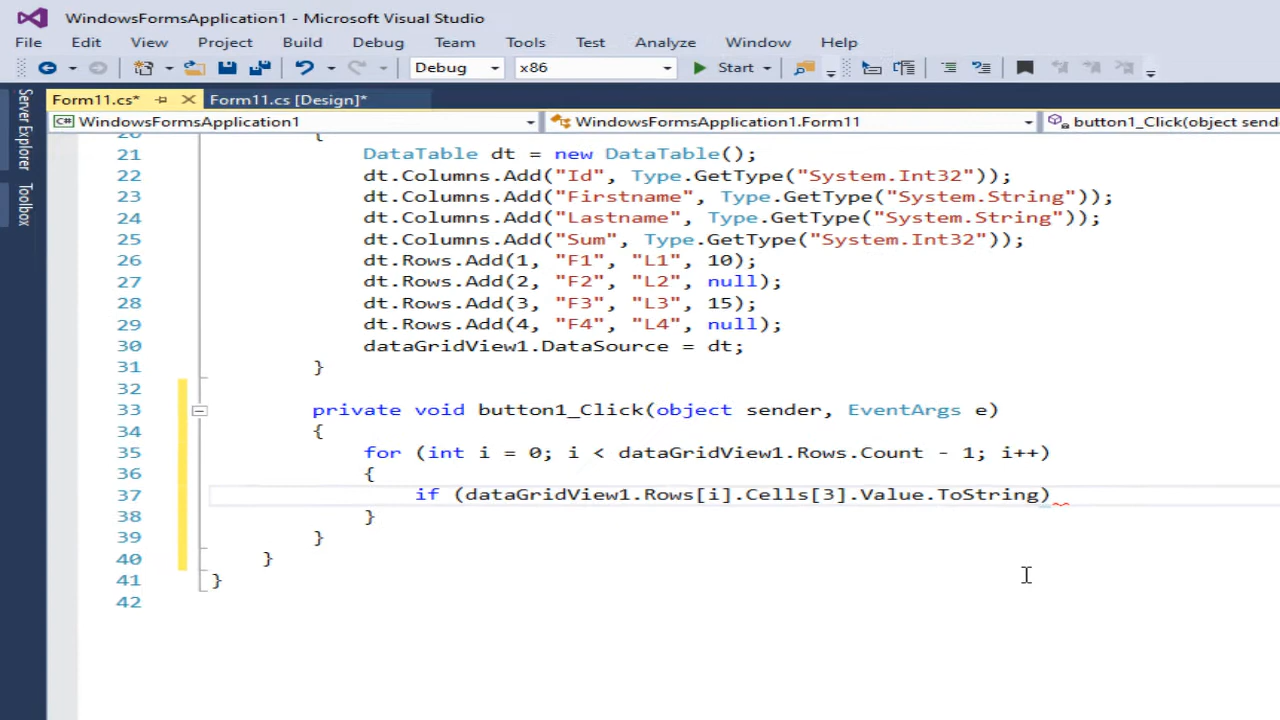 WindowsFormsApplication1 - Microsoft Visual Studio
File Edit View Project Build Debug Team Tools Test Analyze Window Help
Debug x86 Start
Form11.cs* Form11.cs [Design]*
C# WindowsFormsApplication1 WindowsFormsApplication1.Form11 button1_Click(object sende
Server Explorer
Toolbox
20 {
21 DataTable dt = new DataTable();
22 dt.Columns.Add("Id", Type.GetType("System.Int32"));
23 dt.Columns.Add("Firstname", Type.GetType("System.String"));
24 dt.Columns.Add("Lastname", Type.GetType("System.String"));
25 dt.Columns.Add("Sum", Type.GetType("System.Int32"));
26 dt.Rows.Add(1, "F1", "L1", 10);
27 dt.Rows.Add(2, "F2", "L2", null);
28 dt.Rows.Add(3, "F3", "L3", 15);
29 dt.Rows.Add(4, "F4", "L4", null);
30 dataGridView1.DataSource = dt;
31 }
32
33 private void button1_Click(object sender, EventArgs e)
34 {
35 for (int i = 0; i < dataGridView1.Rows.Count - 1; i++)
36 {
37 if (dataGridView1.Rows[i].Cells[3].Value.ToString)
38 }
39 }
40 }
41 }
42